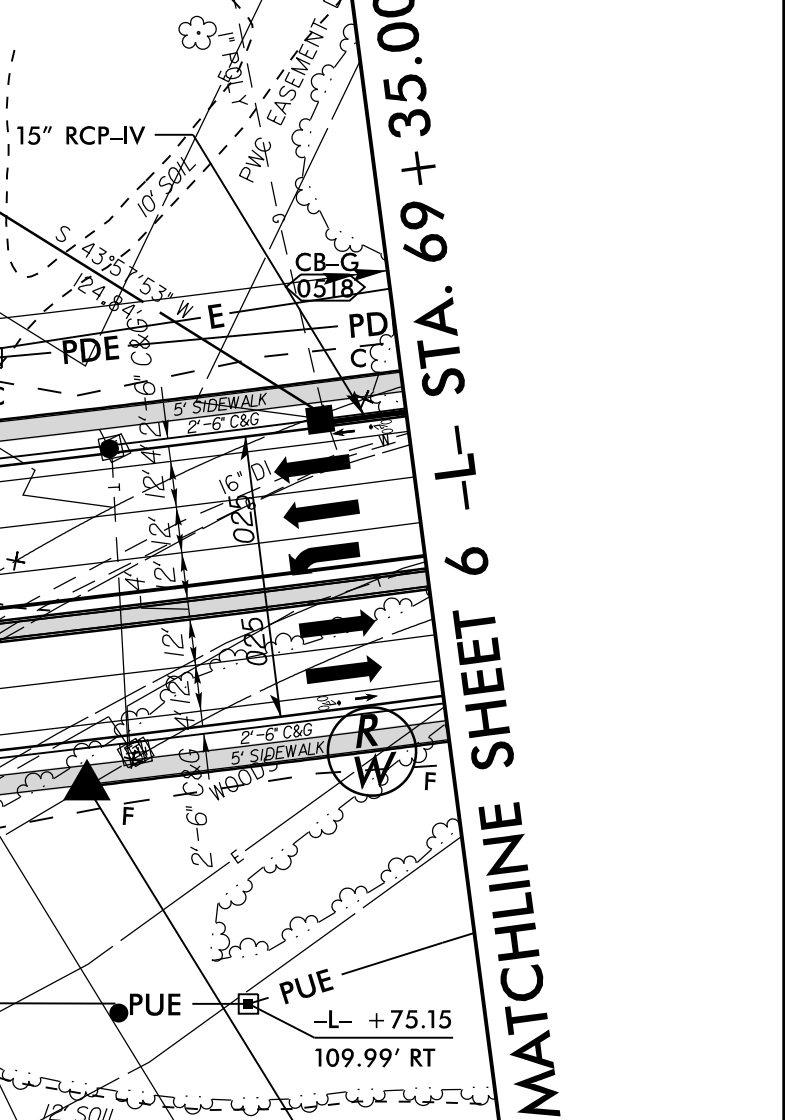 "POT"
Y
PWC EASEMENT
15" RCP–IV
10' SOIL
G
S 43°57'53" W
124.84'
CB–G
0518
E
PDE
PD
C
5' SIDEWALK
2'-6" C&G
2'-6" C&G
4'
16" DI
T
12'
12'
12'
4'
025
025
12'
12'
4'
2'-6" C&G
5' SIDEWALK
2'-6" C&G
WOODS
R
W
F
F
E
PUE
PUE
–L– +75.15
109.99' RT
12' SOIL
MATCHLINE SHEET 6 –L– STA. 69+35.00